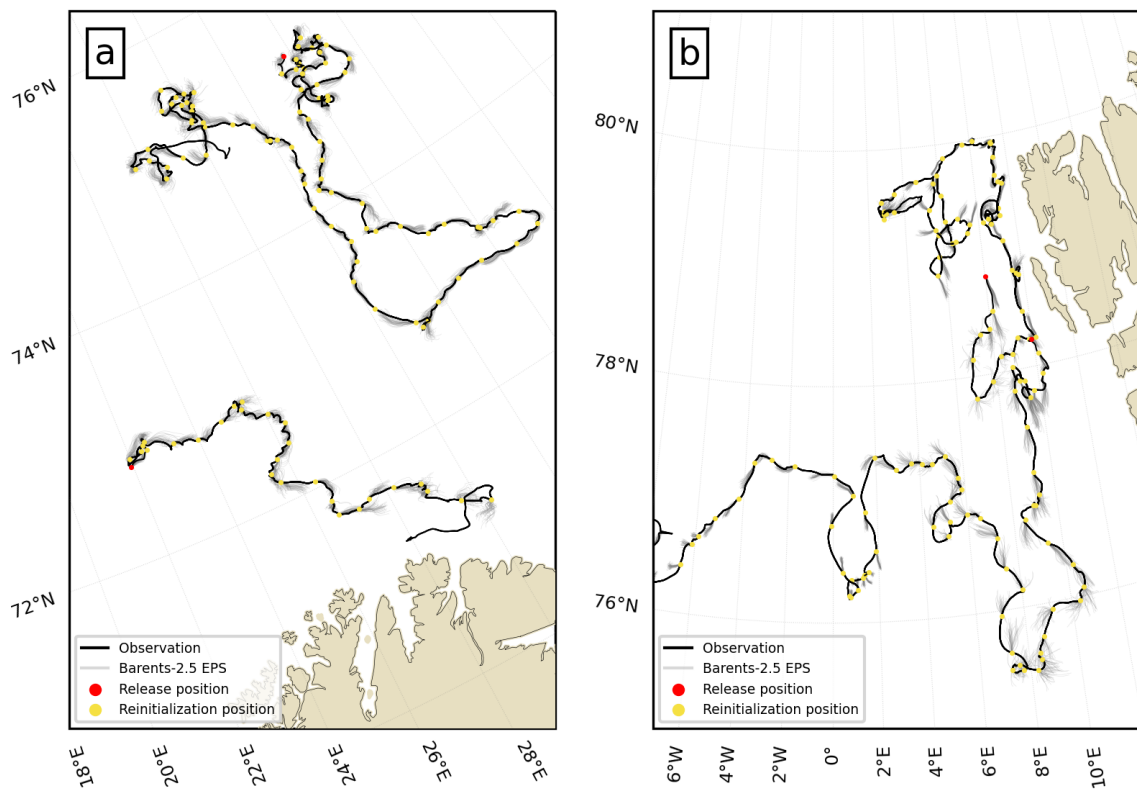 a
76°N
74°N
72°N
Observation
Barents-2.5 EPS
Release position
Reinitialization position
18°E
20°E
22°E
24°E
26°E
28°E
b
80°N
78°N
76°N
Observation
Barents-2.5 EPS
Release position
Reinitialization position
6°W
4°W
2°W
0°
2°E
4°E
6°E
8°E
10°E